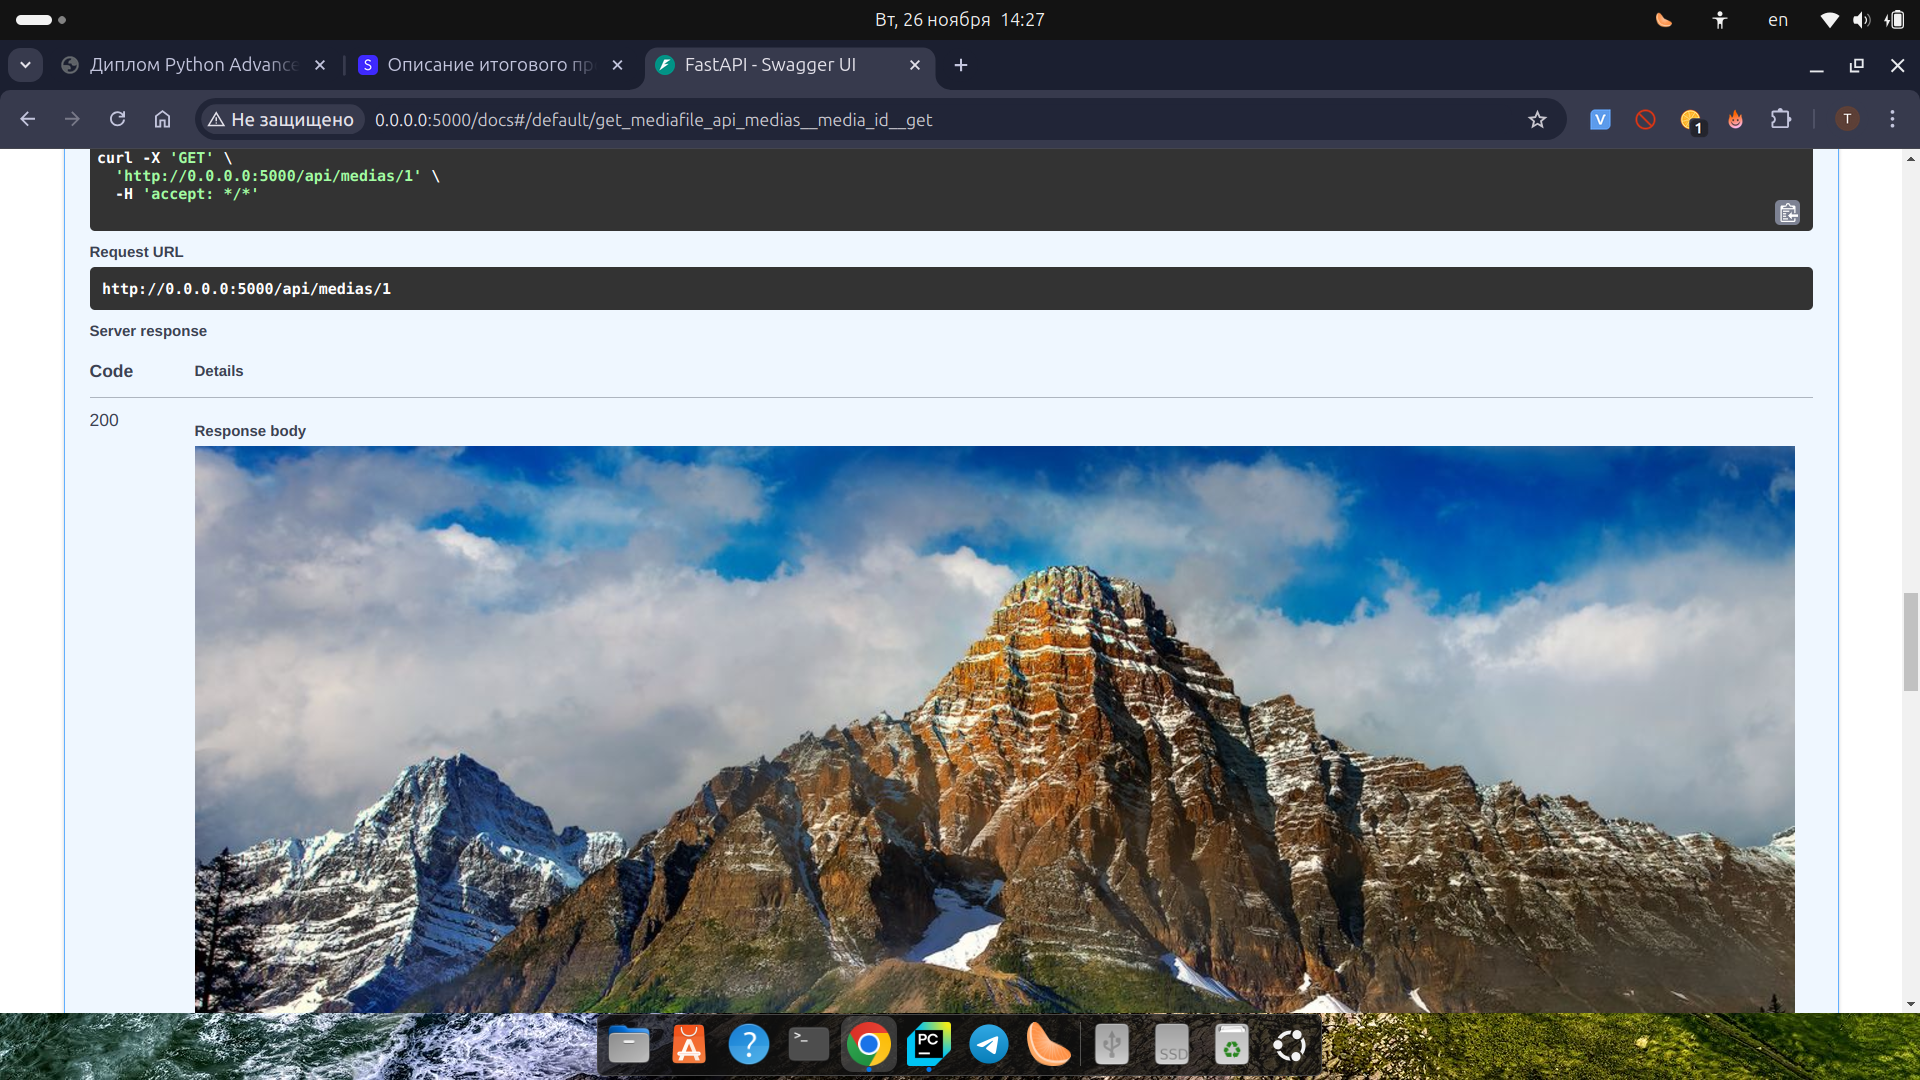 Вт, 26 ноября 14:27
en
Диплом Python Advance
Описание итогового пр
FastAPI - Swagger UI
Не защищено
0.0.0.0:5000/docs#/default/get_mediafile_api_medias__media_id__get
V
1
T
curl -X 'GET' \
'http://0.0.0.0:5000/api/medias/1' \
-H 'accept: */*'
Request URL
http://0.0.0.0:5000/api/medias/1
Server response
Code Details
200
Response body
>_
?
PC
SSD